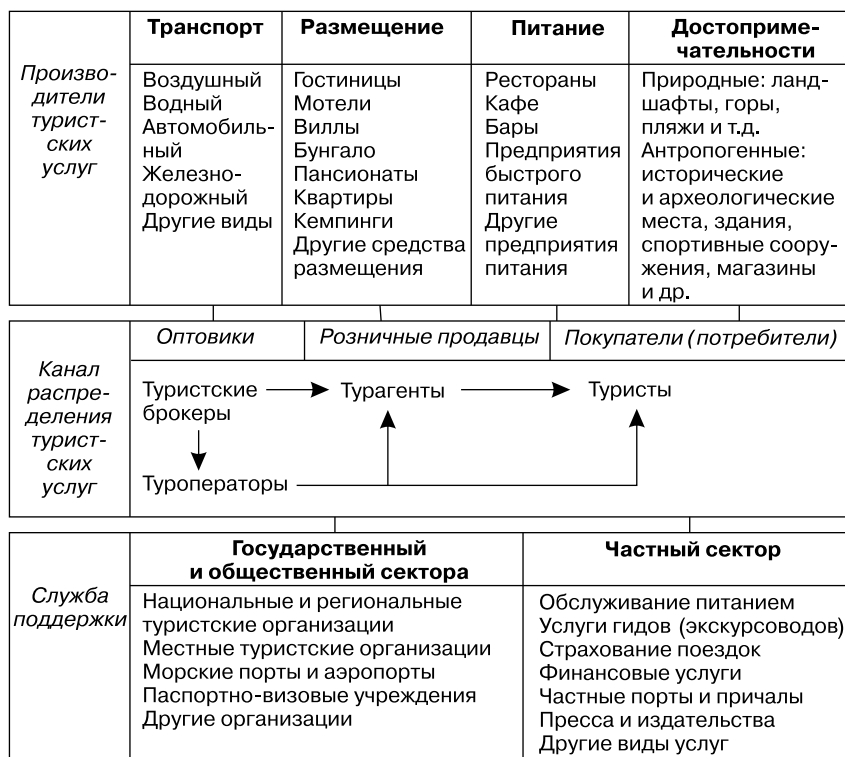 Производители туристских услуг
Транспорт
Воздушный
Водный
Автомобиль-
ный
Железно-
дорожный
Другие виды
Размещение
Гостиницы
Мотели
Виллы
Бунгало
Пансионаты
Квартиры
Кемпинги
Другие средства
размещения
Питание
Рестораны
Кафе
Бары
Предприятия
быстрого
питания
Другие
предприятия
питания
Достоприме-
чательности
Природные: ланд-
шафты, горы,
пляжи и т.д.
Антропогенные:
исторические
и археологические
места, здания,
спортивные соору-
жения, магазины
и др.
Канал
распре-
деления
турист-
ских
услуг
Оптовики
Розничные продавцы
Покупатели (потребители)
Туристские
брокеры
Турагенты
Туристы
Туроператоры
Служба
поддержки
Государственный
и общественный сектора
Национальные и региональные
туристские организации
Местные туристские организации
Морские порты и аэропорты
Паспортно-визовые учреждения
Другие организации
Частный сектор
Обслуживание питанием
Услуги гидов (экскурсоводов)
Страхование поездок
Финансовые услуги
Частные порты и причалы
Пресса и издательства
Другие виды услуг